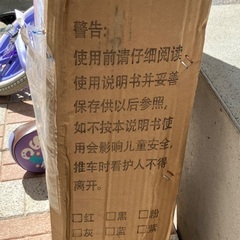 警告:
使用前请仔细阅读
使用说明书并妥善
保存供以后参照,
如不按本说明书使
用会影响儿童安全,
推车时看护人不得
离开。
□红 □黑 □粉
□灰 □蓝 □紫